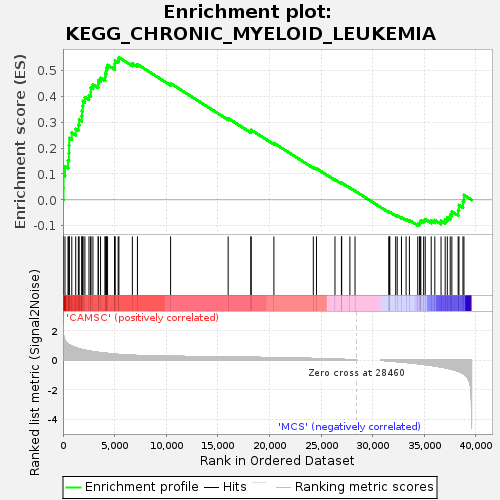 Enrichment plot:
KEGG_CHRONIC_MYELOID_LEUKEMIA
Enrichment score (ES)
0.5
0.4
0.3
0.2
0.1
0.0
-0.1
'CAMSC' (positively correlated)
Ranked list metric (Signal2Noise)
2
0
-2
-4
Zero cross at 28460
'MCS' (negatively correlated)
0
5,000
10,000
15,000
20,000
25,000
30,000
35,000
40,000
Rank in Ordered Dataset
Enrichment profile
Hits
Ranking metric scores